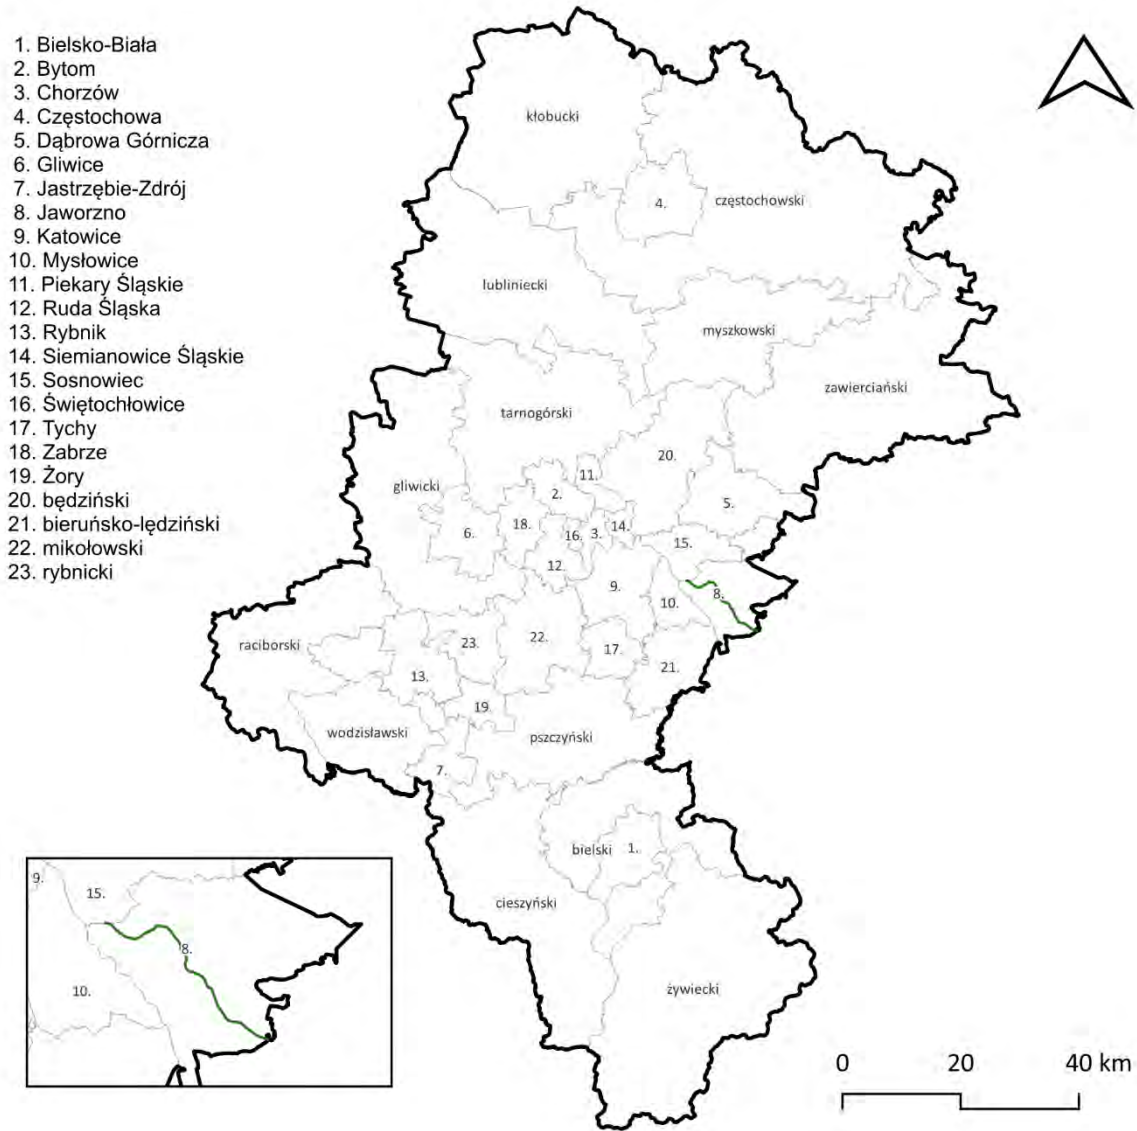 1. Bielsko-Biała
2. Bytom
3. Chorzów
4. Częstochowa
5. Dąbrowa Górnicza
6. Gliwice
7. Jastrzębie-Zdrój
8. Jaworzno
9. Katowice
10. Mysłowice
11. Piekary Śląskie
12. Ruda Śląska
13. Rybnik
14. Siemianowice Śląskie
15. Sosnowiec
16. Świętochłowice
17. Tychy
18. Zabrze
19. Żory
20. będziński
21. bieruńsko-lędziński
22. mikołowski
23. rybnicki
kłobucki
4.
częstochowski
lubliniecki
myszkowski
zawierciański
tarnogórski
20.
11.
gliwicki
2.
5.
6.
18.
16.
3.
14.
15.
12.
9.
10.
8.
raciborski
23.
22.
17.
21.
13.
19.
wodzisławski
pszczyński
7.
bielski
1.
cieszyński
żywiecki
9.
15.
8.
10.
0 20 40 km